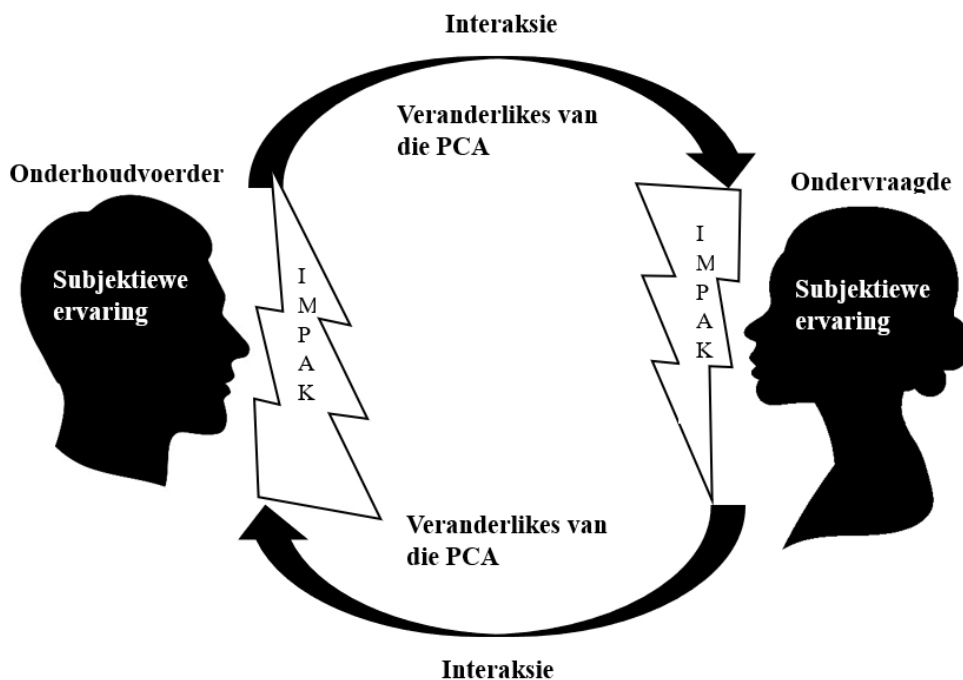 Interaksie
Veranderlikes van
die PCA
Onderhoudvoerder
Ondervraagde
Subjektiewe
ervaring
I
M
P
A
K
I
M
P
A
K
Subjektiewe
ervaring
Veranderlikes van
die PCA
Interaksie